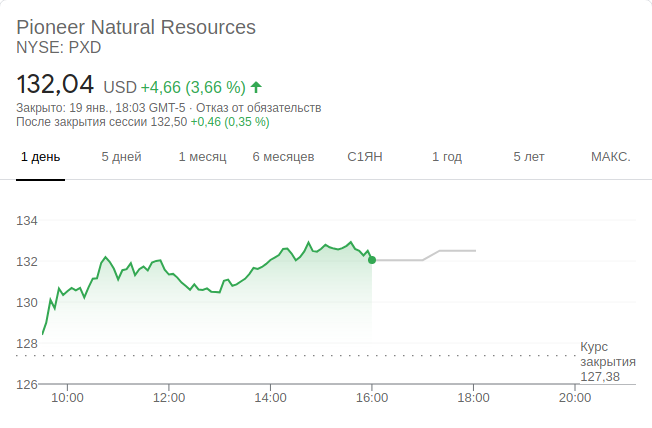 Pioneer Natural Resources
NYSE: PXD
132,04 USD +4,66 (3,66 %)
Закрыто: 19 янв., 18:03 GMT-5 · Отказ от обязательств
После закрытия сессии 132,50 +0,46 (0,35 %)
1 день 5 дней 1 месяц 6 месяцев С1ЯН 1 год 5 лет МАКС.
134
132
130
128
Курс
закрытия
127,38
126
10:00 12:00 14:00 16:00 18:00 20:00